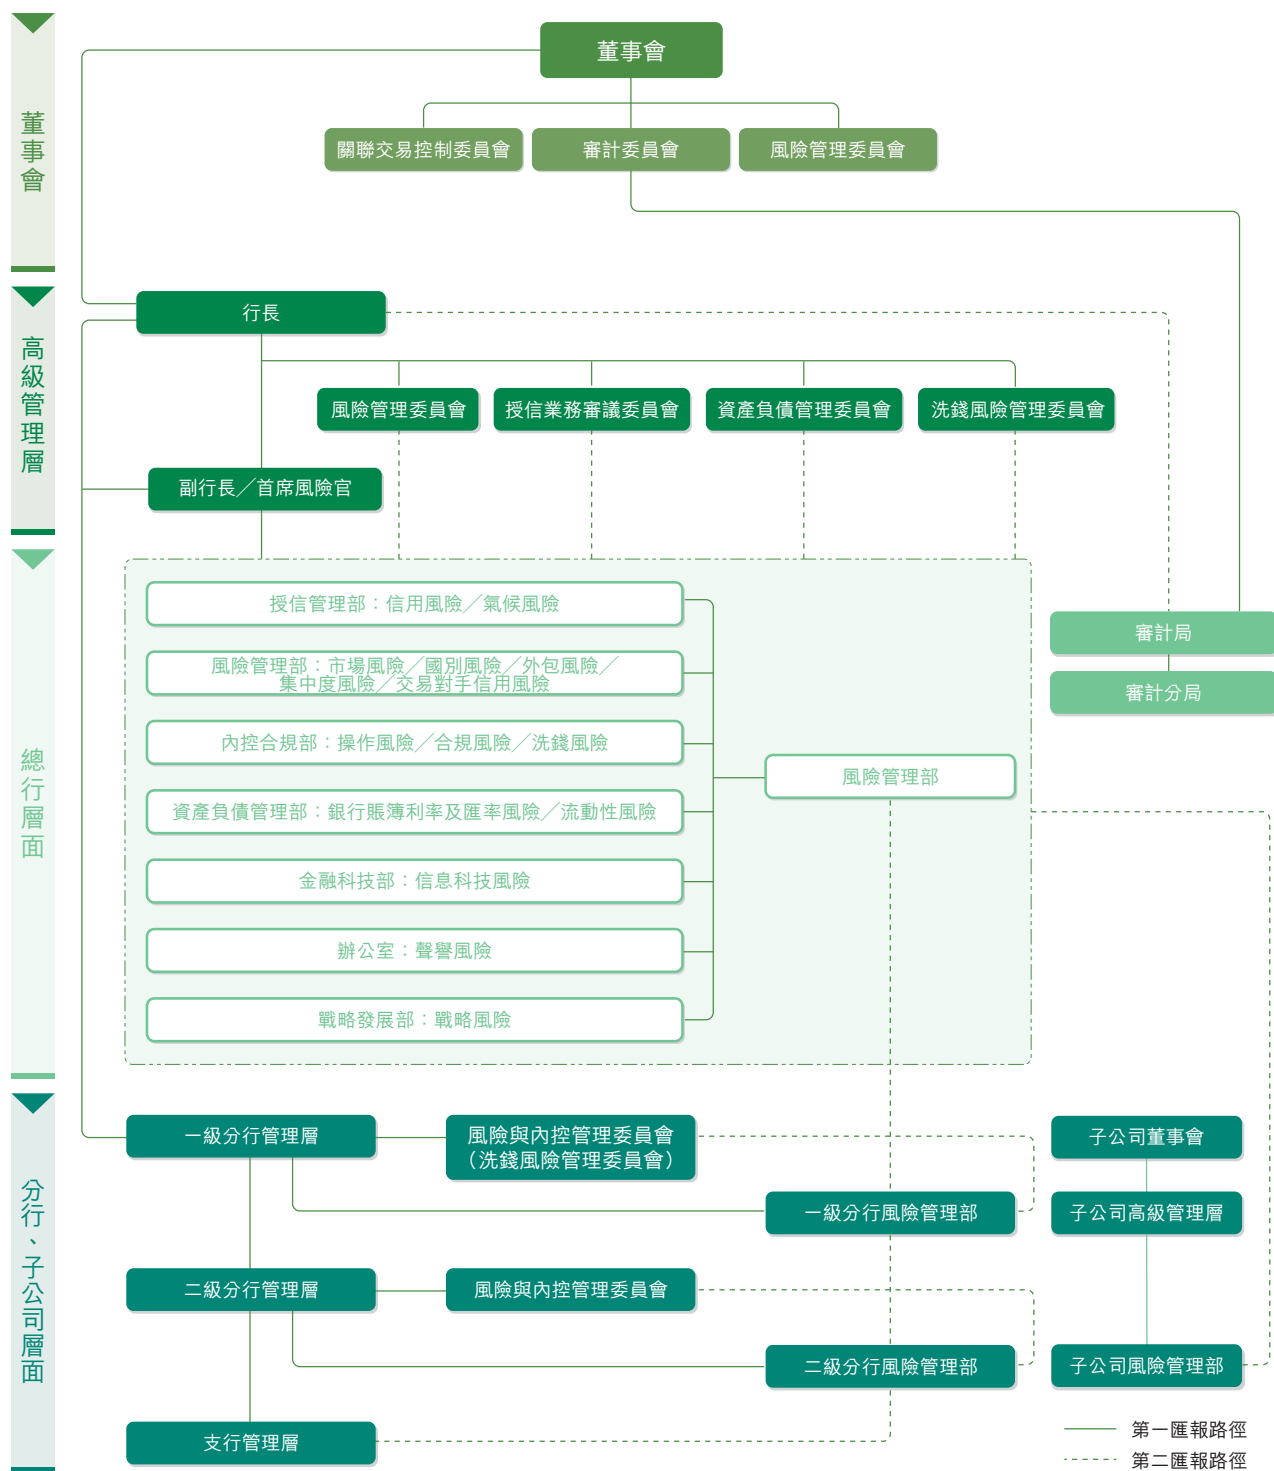 董事會
董事會
關聯交易控制委員會
審計委員會
風險管理委員會
高級管理層
行長
風險管理委員會
授信業務審議委員會
資產負債管理委員會
洗錢風險管理委員會
副行長╱首席風險官
總行層面
授信管理部：信用風險╱氣候風險
風險管理部：市場風險╱國別風險╱外包風險╱
集中度風險╱交易對手信用風險
內控合規部：操作風險╱合規風險╱洗錢風險
資產負債管理部：銀行賬簿利率及匯率風險╱流動性風險
金融科技部：信息科技風險
辦公室：聲譽風險
戰略發展部：戰略風險
風險管理部
審計局
審計分局
分行、子公司層面
一級分行管理層
風險與內控管理委員會
（洗錢風險管理委員會）
子公司董事會
一級分行風險管理部
子公司高級管理層
二級分行管理層
風險與內控管理委員會
二級分行風險管理部
子公司風險管理部
支行管理層
第一匯報路徑
第二匯報路徑